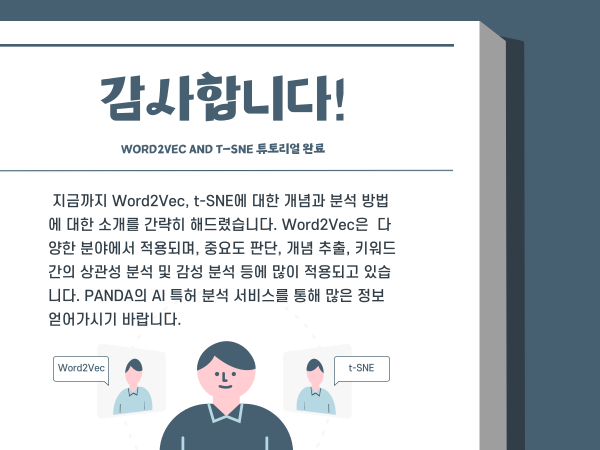 감사합니다!
WORD2VEC AND T-SNE 튜토리얼 완료
지금까지 Word2Vec, t-SNE에 대한 개념과 분석 방법
에 대한 소개를 간략히 해드렸습니다. Word2Vec은 다
양한 분야에서 적용되며, 중요도 판단, 개념 추출, 키워드
간의 상관성 분석 및 감성 분석 등에 많이 적용되고 있습
니다. PANDA의 AI 특허 분석 서비스를 통해 많은 정보
얻어가시기 바랍니다.
Word2Vec
t-SNE